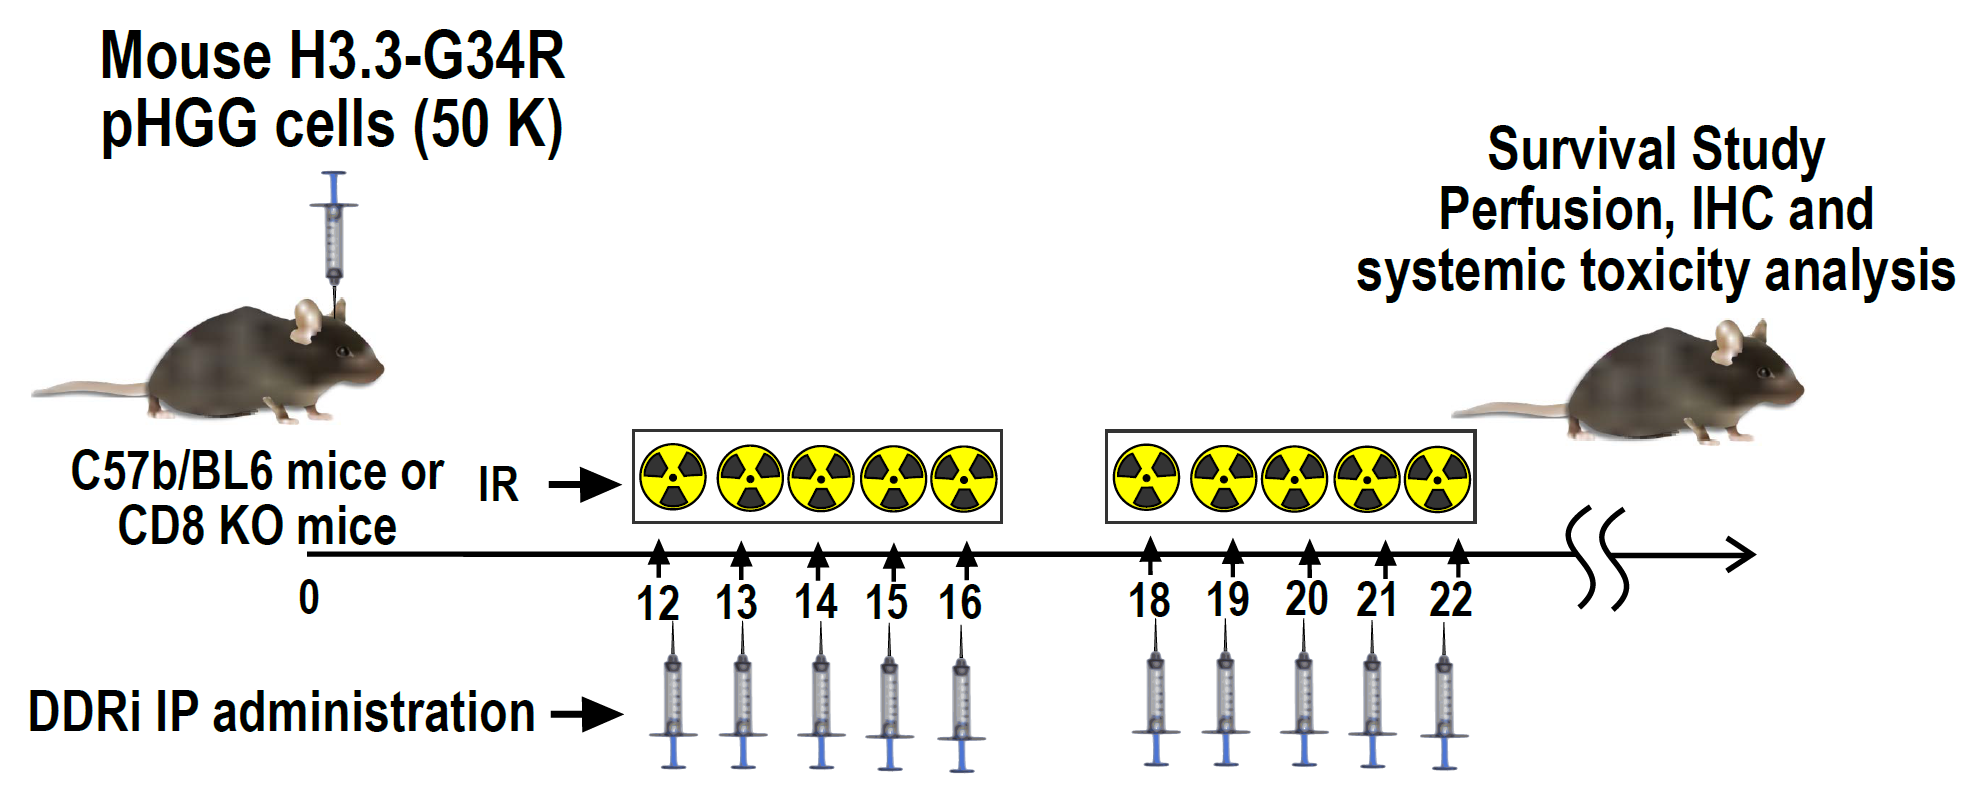 Mouse H3.3-G34R
pHGG cells (50 K)
Survival Study
Perfusion, IHC and
systemic toxicity analysis
C57b/BL6 mice or
CD8 KO mice
IR
0
12 13 14 15 16 18 19 20 21 22
DDRi IP administration